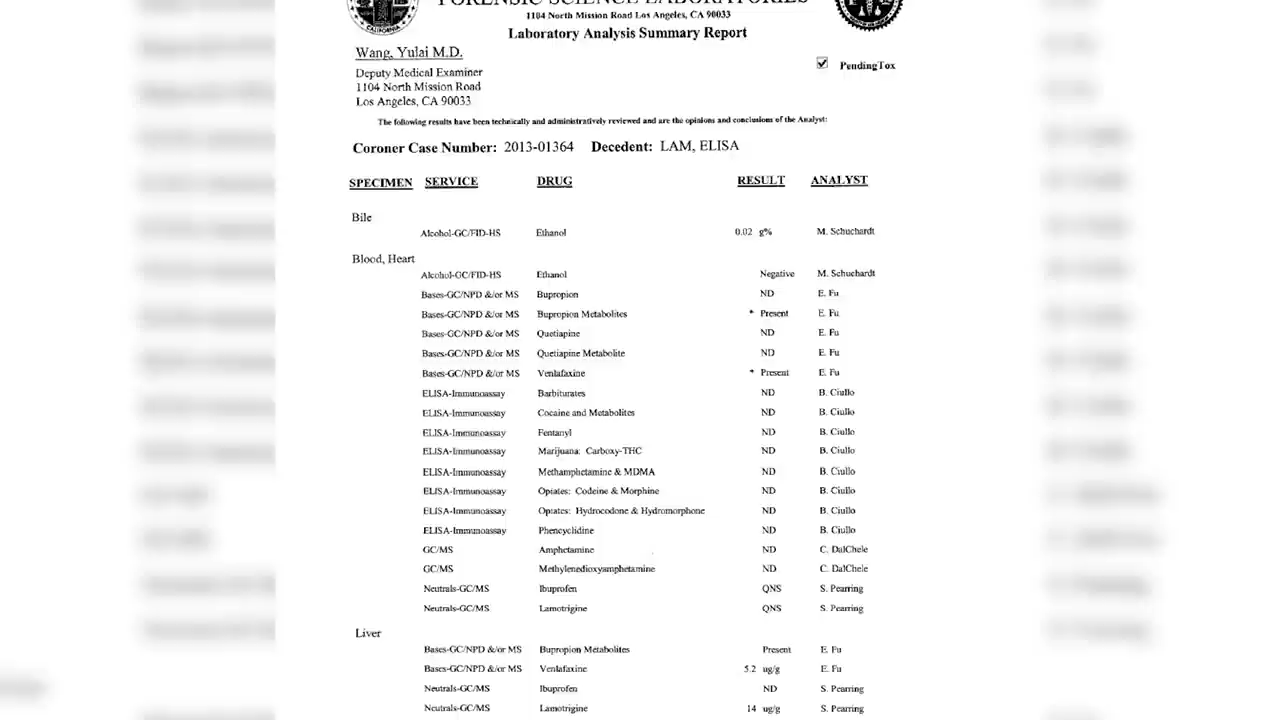 FORENSIC SCIENCE LABORATORIES
1104 North Mission Road Los Angeles, CA 90033
Laboratory Analysis Summary Report
Wang, Yulai M.D.
PendingTox
Deputy Medical Examiner
1104 North Mission Road
Los Angeles, CA 90033
The following results have been technically and administratively reviewed and are the opinions and conclusions of the Analyst:
Coroner Case Number: 2013-01364 Decedent: LAM, ELISA
SPECIMEN SERVICE DRUG RESULT ANALYST
Bile
Alcohol-GC/FID-HS Ethanol 0.02 g% M. Schuchardt
Blood, Heart
Alcohol-GC/FID-HS Ethanol Negative M. Schuchardt
Bases-GC/NPD &/or MS Bupropion ND E. Fu
Bases-GC/NPD &/or MS Bupropion Metabolites * Present E. Fu
Bases-GC/NPD &/or MS Quetiapine ND E. Fu
Bases-GC/NPD &/or MS Quetiapine Metabolite ND E. Fu
Bases-GC/NPD &/or MS Venlafaxine * Present E. Fu
ELISA-Immunoassay Barbiturates ND B. Ciullo
ELISA-Immunoassay Cocaine and Metabolites ND B. Ciullo
ELISA-Immunoassay Fentanyl ND B. Ciullo
ELISA-Immunoassay Marijuana: Carboxy-THC ND B. Ciullo
ELISA-Immunoassay Methamphetamine & MDMA ND B. Ciullo
ELISA-Immunoassay Opiates: Codeine & Morphine ND B. Ciullo
ELISA-Immunoassay Opiates: Hydrocodone & Hydromorphone ND B. Ciullo
ELISA-Immunoassay Phencyclidine ND B. Ciullo
GC/MS Amphetamine ND C. DalChele
GC/MS Methylenedioxyamphetamine ND C. DalChele
Neutrals-GC/MS Ibuprofen QNS S. Pearring
Neutrals-GC/MS Lamotrigine QNS S. Pearring
Liver
Bases-GC/NPD &/or MS Bupropion Metabolites Present E. Fu
Bases-GC/NPD &/or MS Venlafaxine 5.2 ug/g E. Fu
Neutrals-GC/MS Ibuprofen ND S. Pearring
Neutrals-GC/MS Lamotrigine 14 ug/g S. Pearring